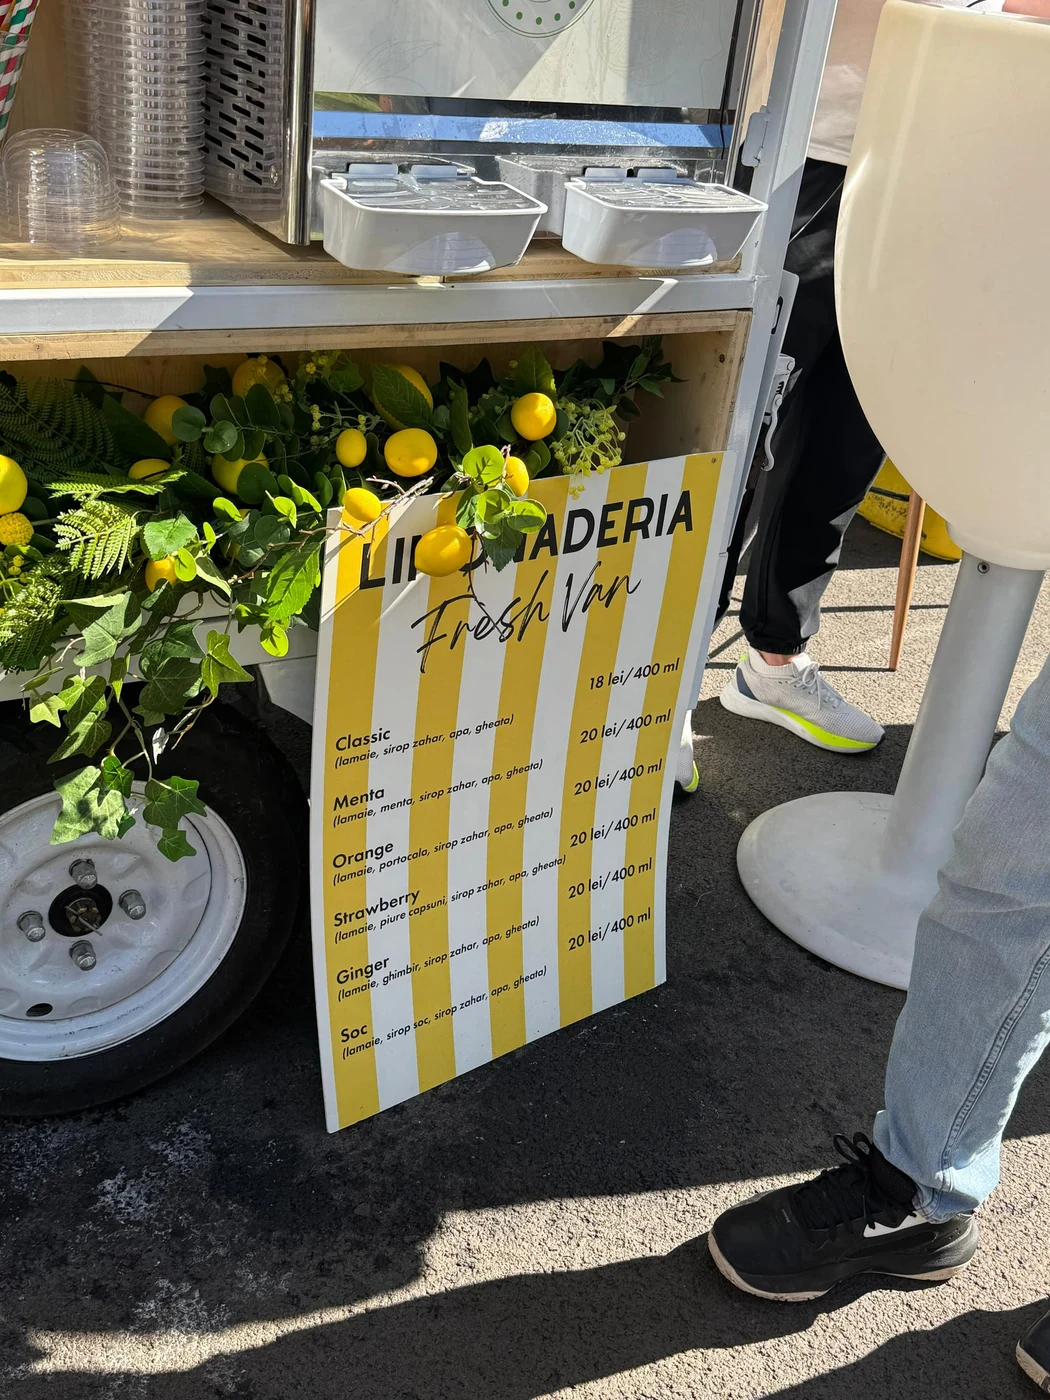 LIMONADERIA
Fresh Van
Classic 18 lei/400 ml
(lamaie, sirop zahar, apa, gheata)
Menta 20 lei/400 ml
(lamaie, menta, sirop zahar, apa, gheata)
Orange 20 lei/400 ml
(lamaie, portocala, sirop zahar, apa, gheata)
Strawberry 20 lei/400 ml
(lamaie, piure capsuni, sirop zahar, apa, gheata)
Ginger 20 lei/400 ml
(lamaie, ghimbir, sirop zahar, apa, gheata)
Soc 20 lei/400 ml
(lamaie, sirop soc, sirop zahar, apa, gheata)